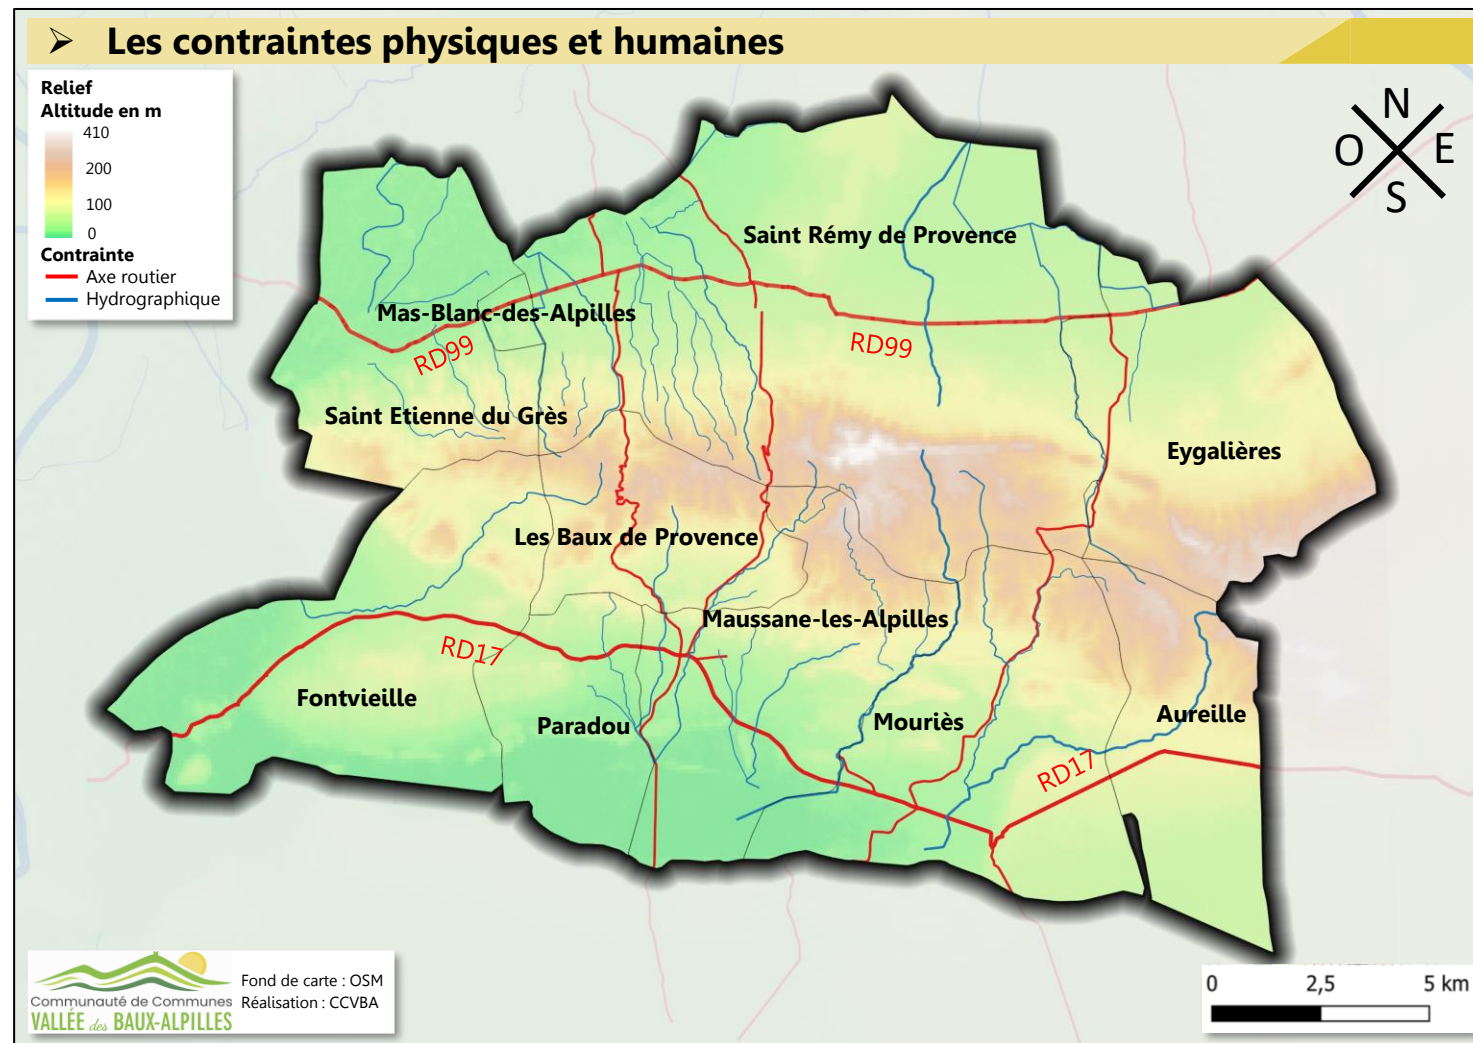 ➤ Les contraintes physiques et humaines
Relief
Altitude en m
410
200
100
0
Contrainte
Axe routier
Hydrographique
N
O E
S
Saint Rémy de Provence
Mas-Blanc-des-Alpilles
RD99
RD99
Saint Etienne du Grès
Eygalières
Les Baux de Provence
Maussane-les-Alpilles
RD17
Fontvieille
Paradou
Mouriès
Aureille
RD17
Communauté de Communes
VALLÉE des BAUX-ALPILLES
Fond de carte : OSM
Réalisation : CCVBA
0 2,5 5 km